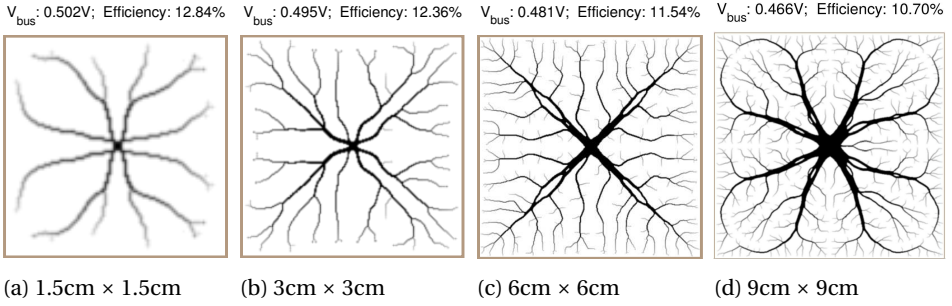 V_bus: 0.502V; Efficiency: 12.84%
V_bus: 0.495V; Efficiency: 12.36%
V_bus: 0.481V; Efficiency: 11.54%
V_bus: 0.466V; Efficiency: 10.70%
(a) 1.5cm × 1.5cm
(b) 3cm × 3cm
(c) 6cm × 6cm
(d) 9cm × 9cm